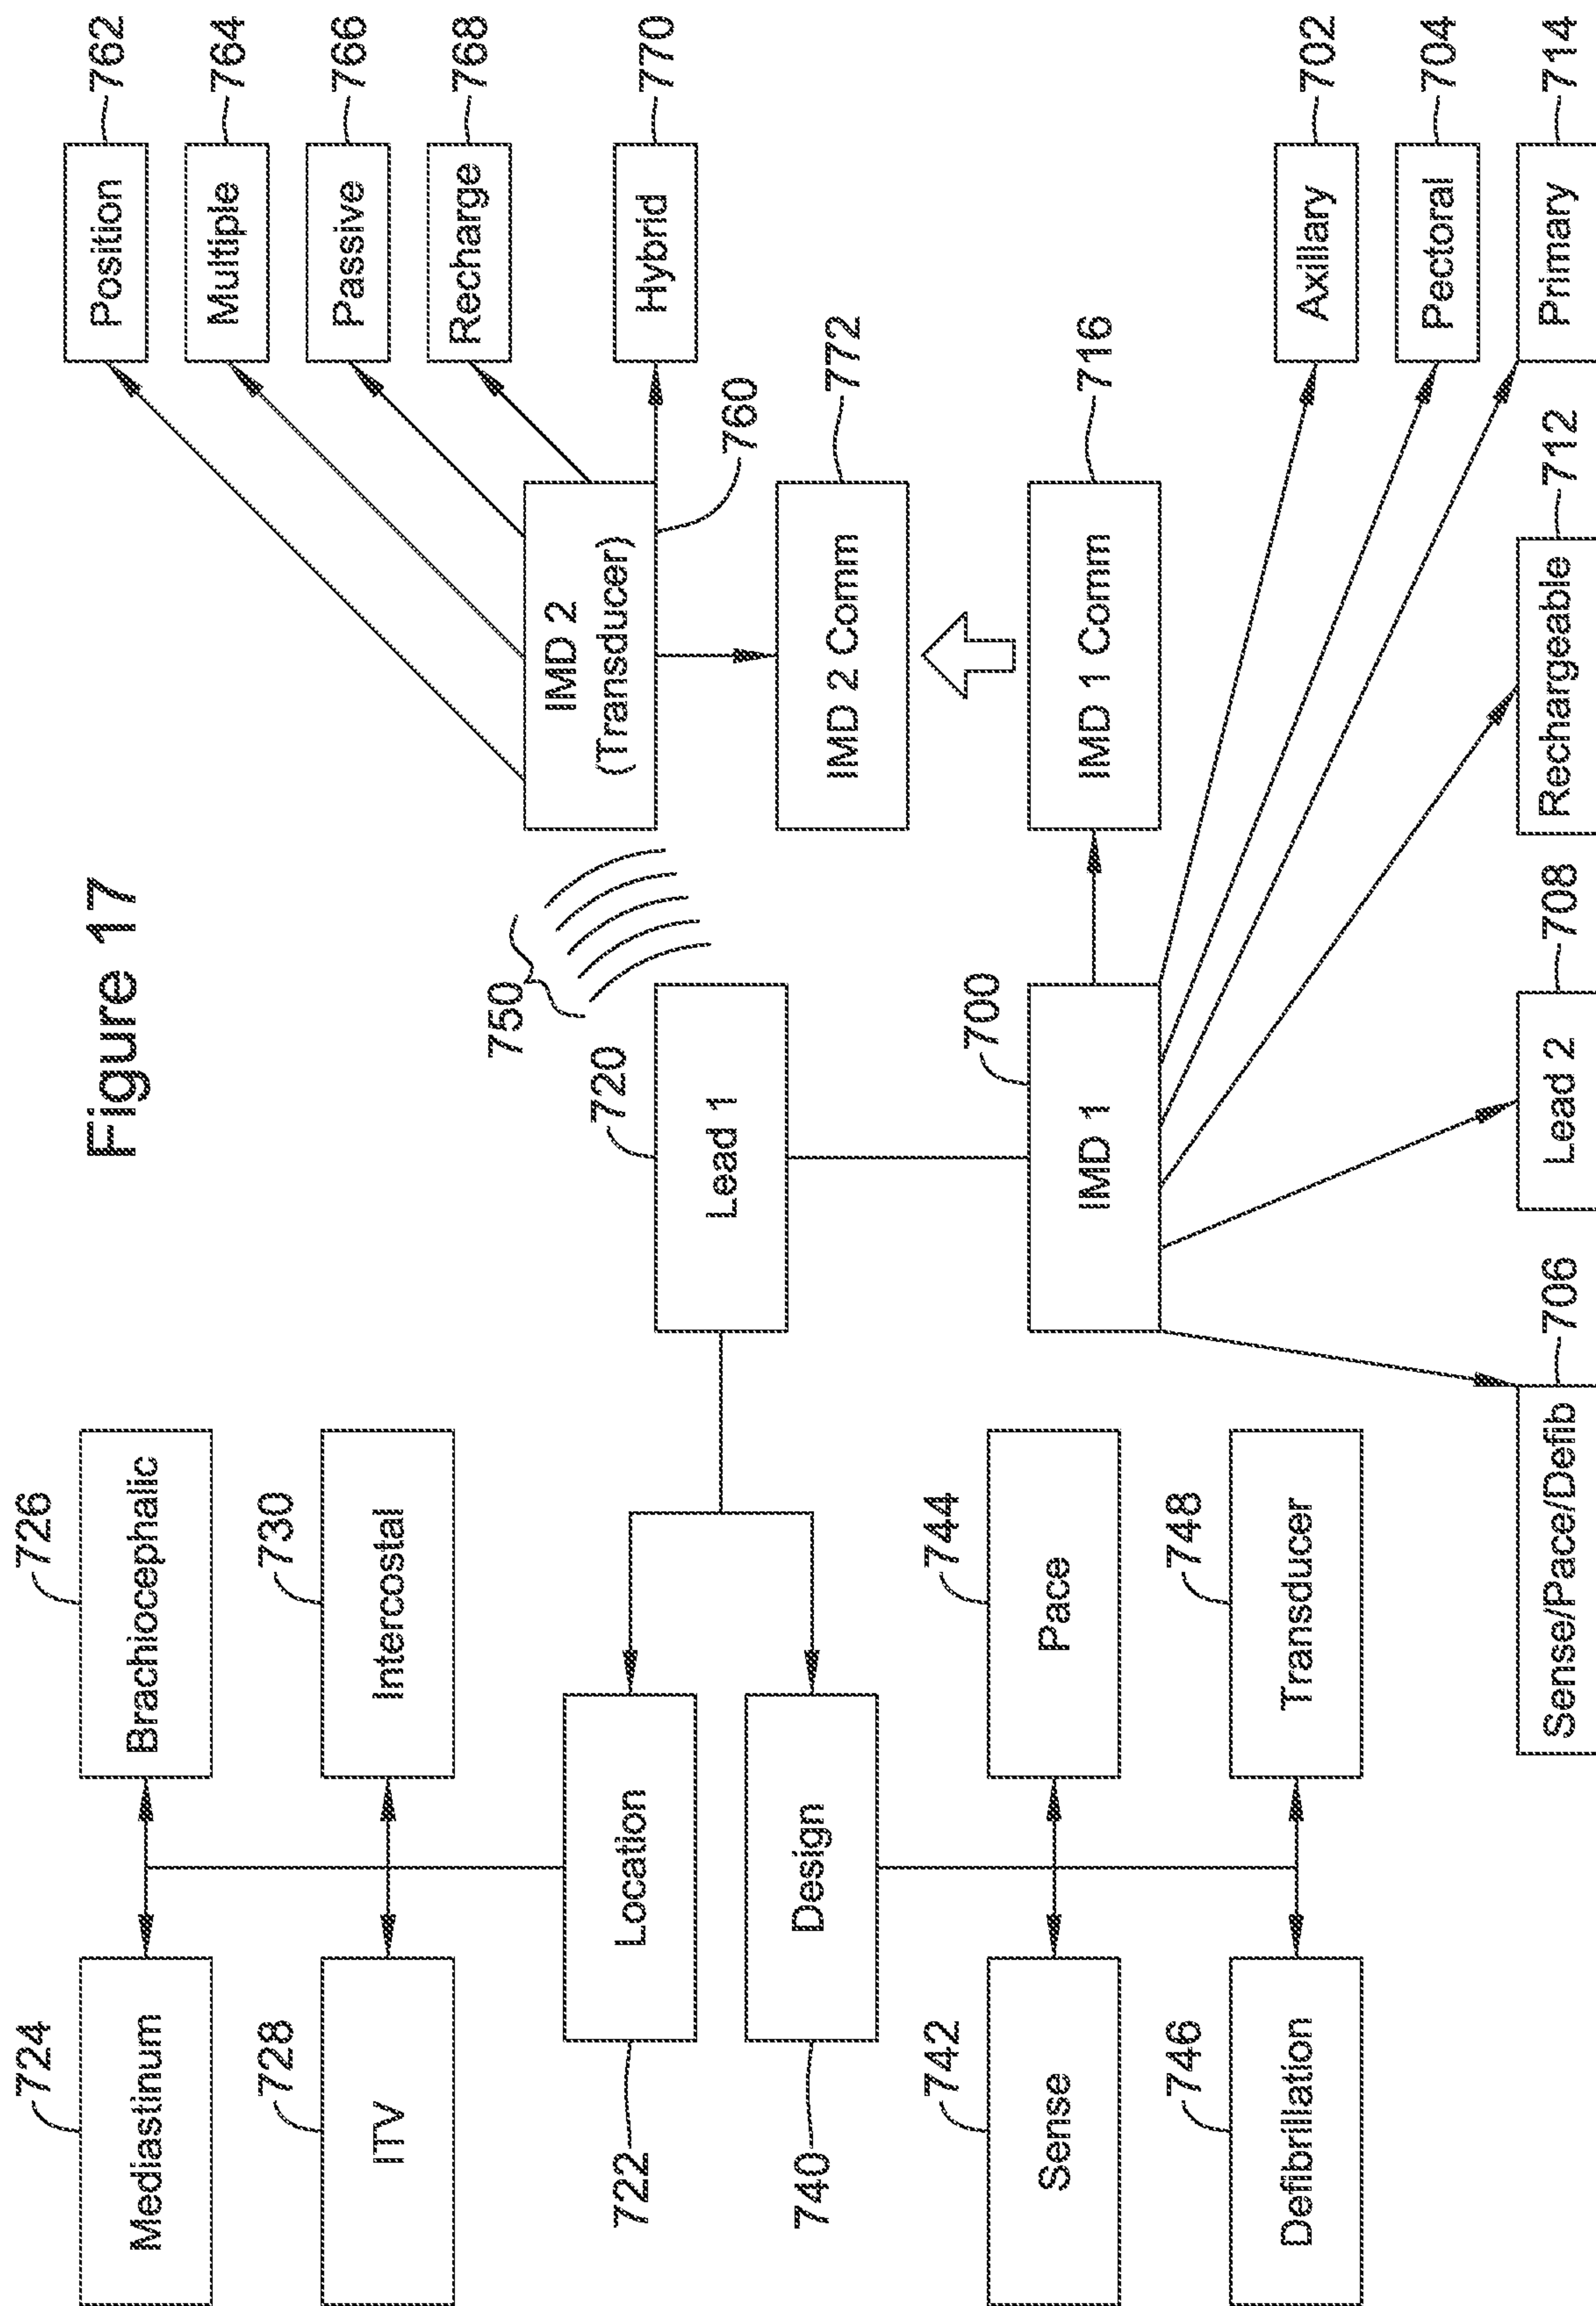 Figure 17
724
Mediastinum
726
Brachiocephalic
728
ITV
730
Intercostal
722
Location
740
Design
742
Sense
744
Pace
746
Defibrillation
748
Transducer
720
Lead 1
750
IMD 2
(Transducer)
760
Position
762
Multiple
764
Passive
766
Recharge
768
Hybrid
770
IMD 2 Comm
772
700
IMD 1
IMD 1 Comm
716
Axillary
702
Pectoral
704
Sense/Pace/Defib
706
Lead 2
708
Rechargeable
712
Primary
714